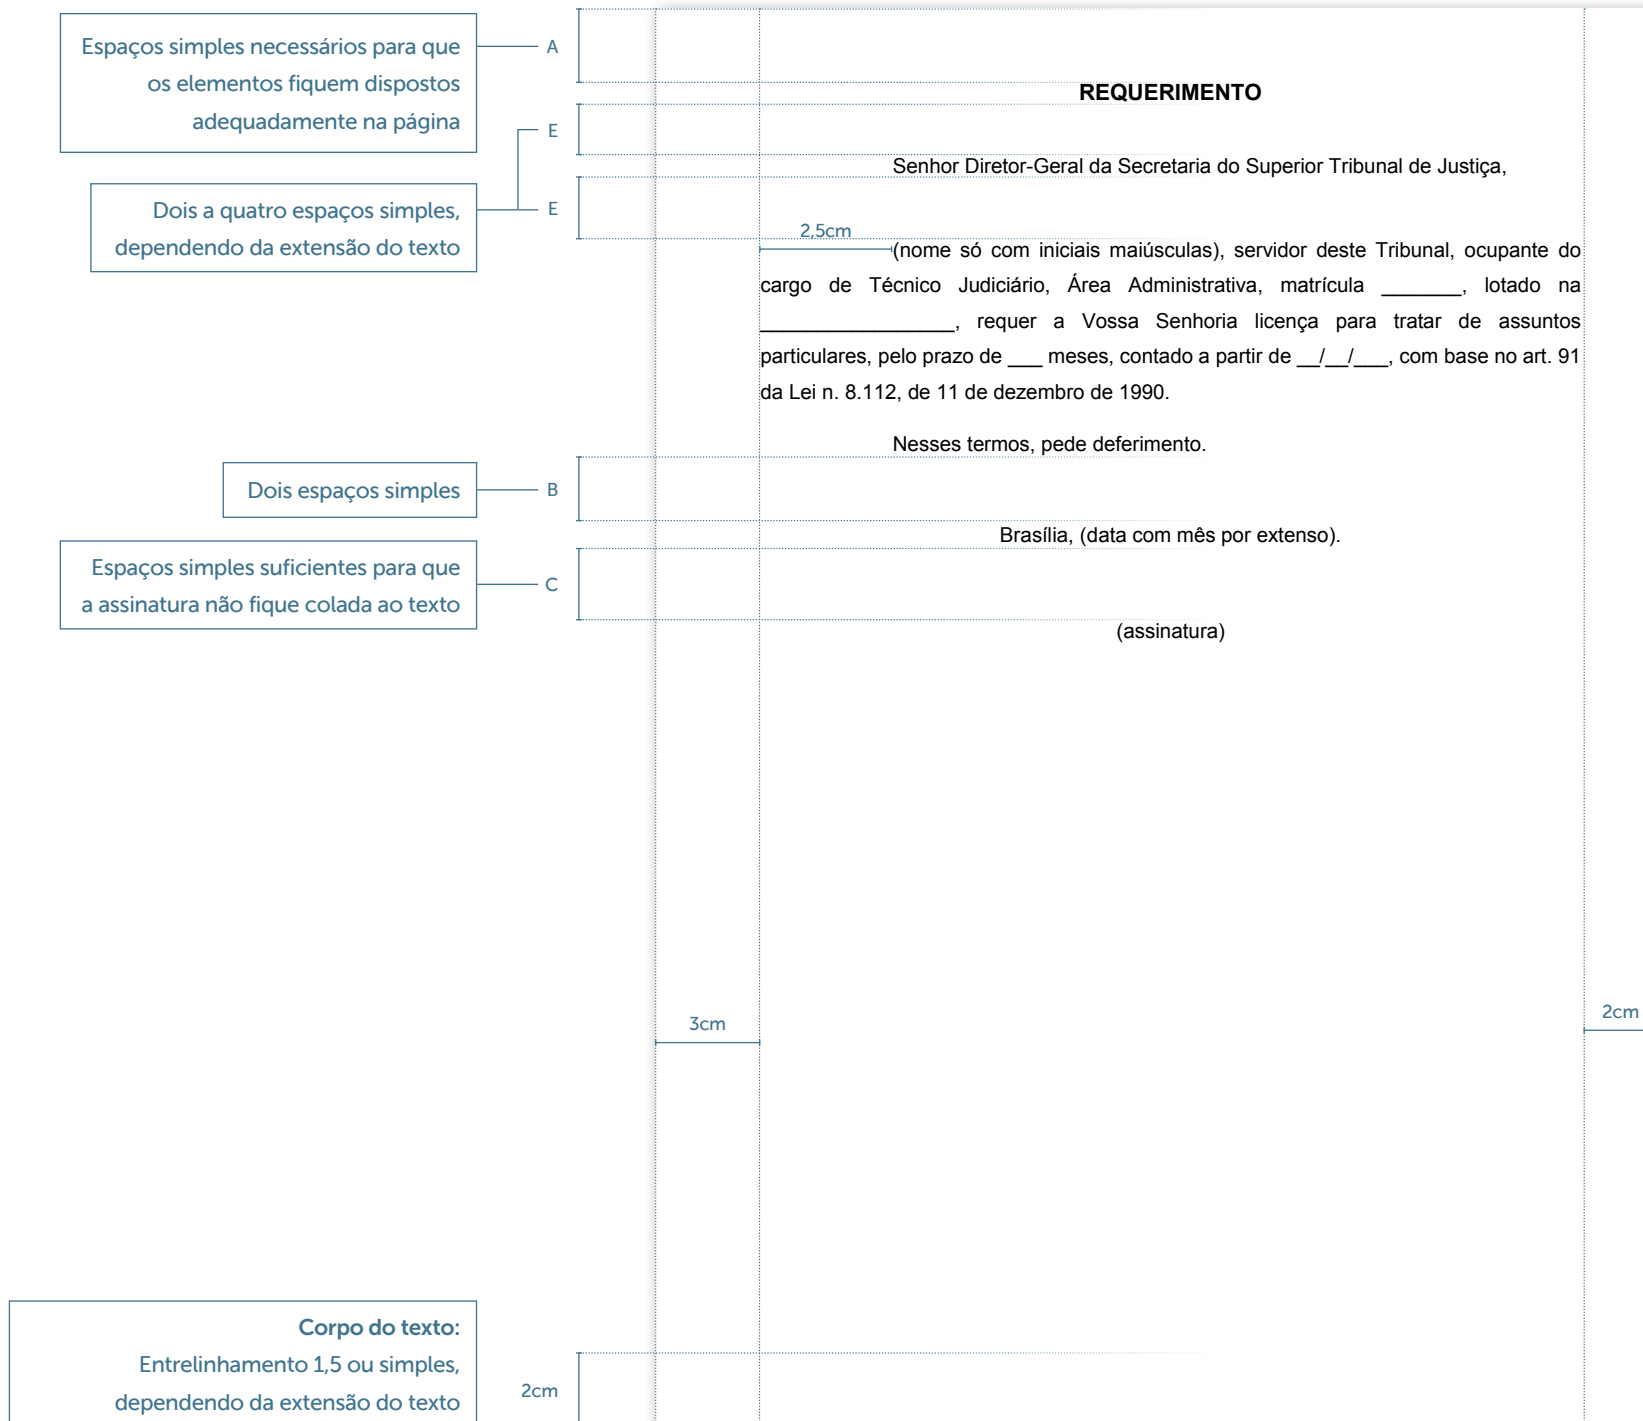 Espaços simples necessários para que
os elementos fiquem dispostos
adequadamente na página
A
E
Dois a quatro espaços simples,
dependendo da extensão do texto
E
REQUERIMENTO
Senhor Diretor-Geral da Secretaria do Superior Tribunal de Justiça,
2,5cm
(nome só com iniciais maiúsculas), servidor deste Tribunal, ocupante do
cargo de Técnico Judiciário, Área Administrativa, matrícula _______, lotado na
_________________, requer a Vossa Senhoria licença para tratar de assuntos
particulares, pelo prazo de ___ meses, contado a partir de __/__/___, com base no art. 91
da Lei n. 8.112, de 11 de dezembro de 1990.
Nesses termos, pede deferimento.
Dois espaços simples
B
Brasília, (data com mês por extenso).
Espaços simples suficientes para que
a assinatura não fique colada ao texto
C
(assinatura)
3cm
2cm
Corpo do texto:
Entrelinhamento 1,5 ou simples,
dependendo da extensão do texto
2cm